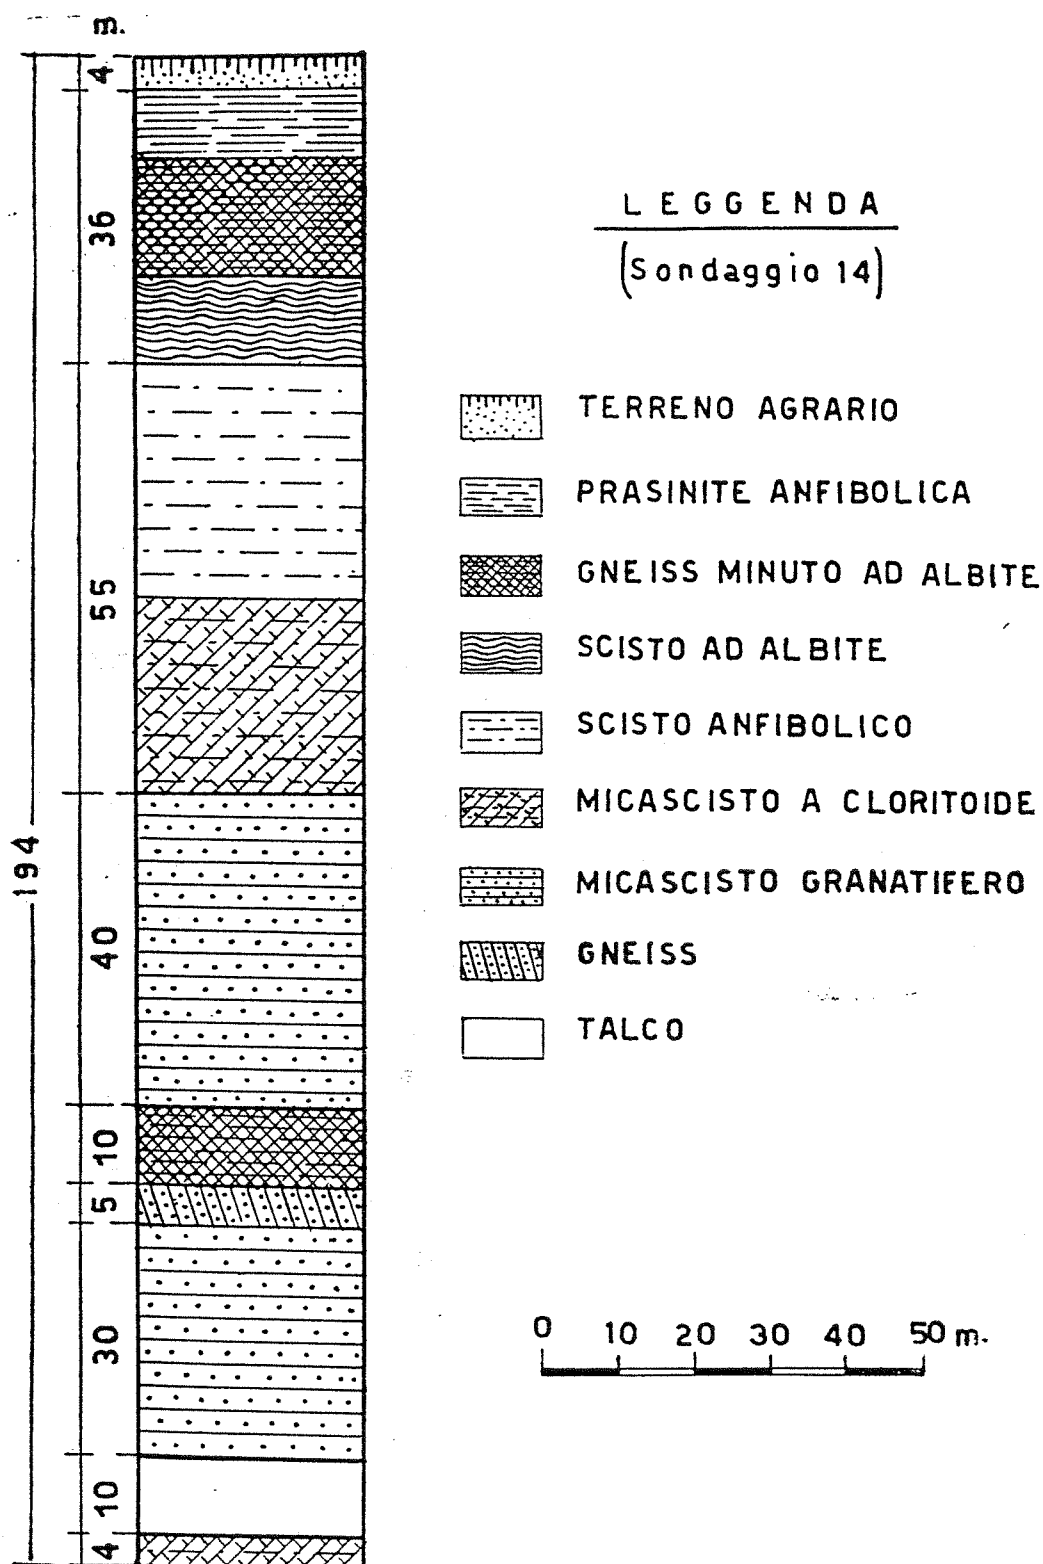 m.
4
36
55
40
10
5
30
10
4
194
LEGGENDA
(Sondaggio 14)
TERRENO AGRARIO
PRASINITE ANFIBOLICA
GNEISS MINUTO AD ALBITE
SCISTO AD ALBITE
SCISTO ANFIBOLICO
MICASCISTO A CLORITOIDE
MICASCISTO GRANATIFERO
GNEISS
TALCO
0 10 20 30 40 50 m.